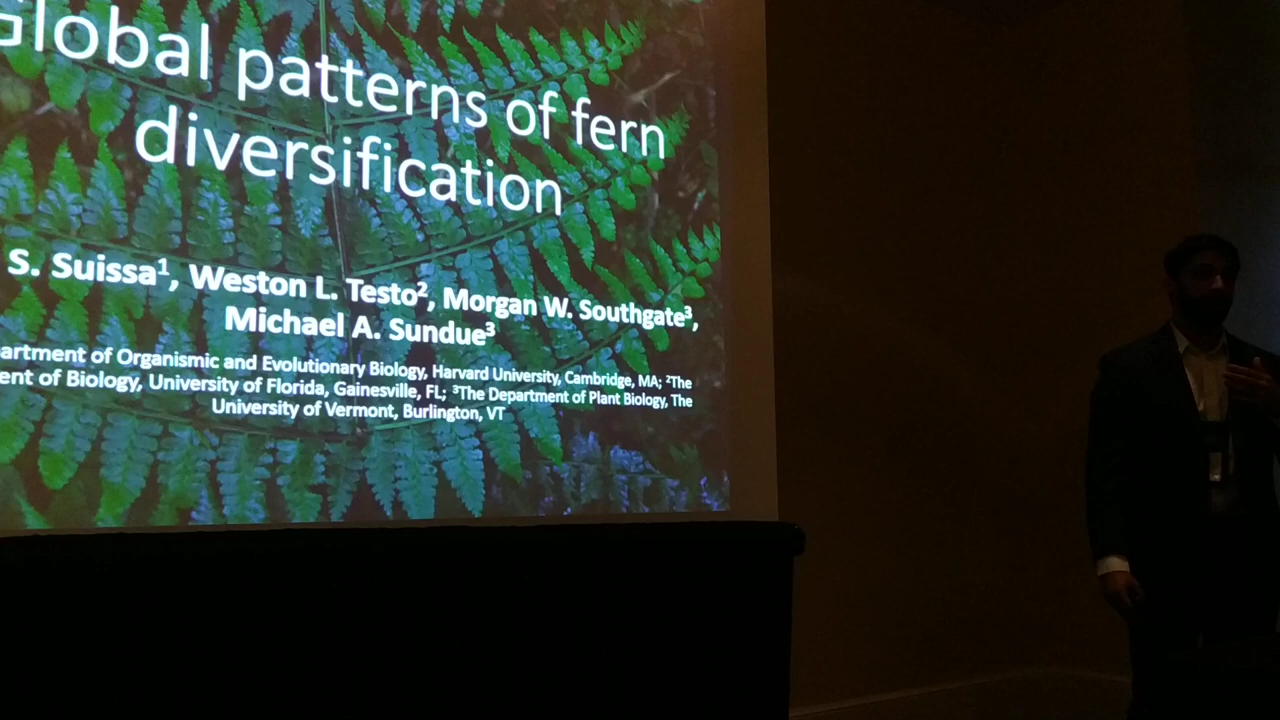 Global patterns of fern
diversification
S. Suissa¹, Weston L. Testo², Morgan W. Southgate³,
Michael A. Sundue³
artment of Organismic and Evolutionary Biology, Harvard University, Cambridge, MA; ²The
ent of Biology, University of Florida, Gainesville, FL; ³The Department of Plant Biology, The
University of Vermont, Burlington, VT